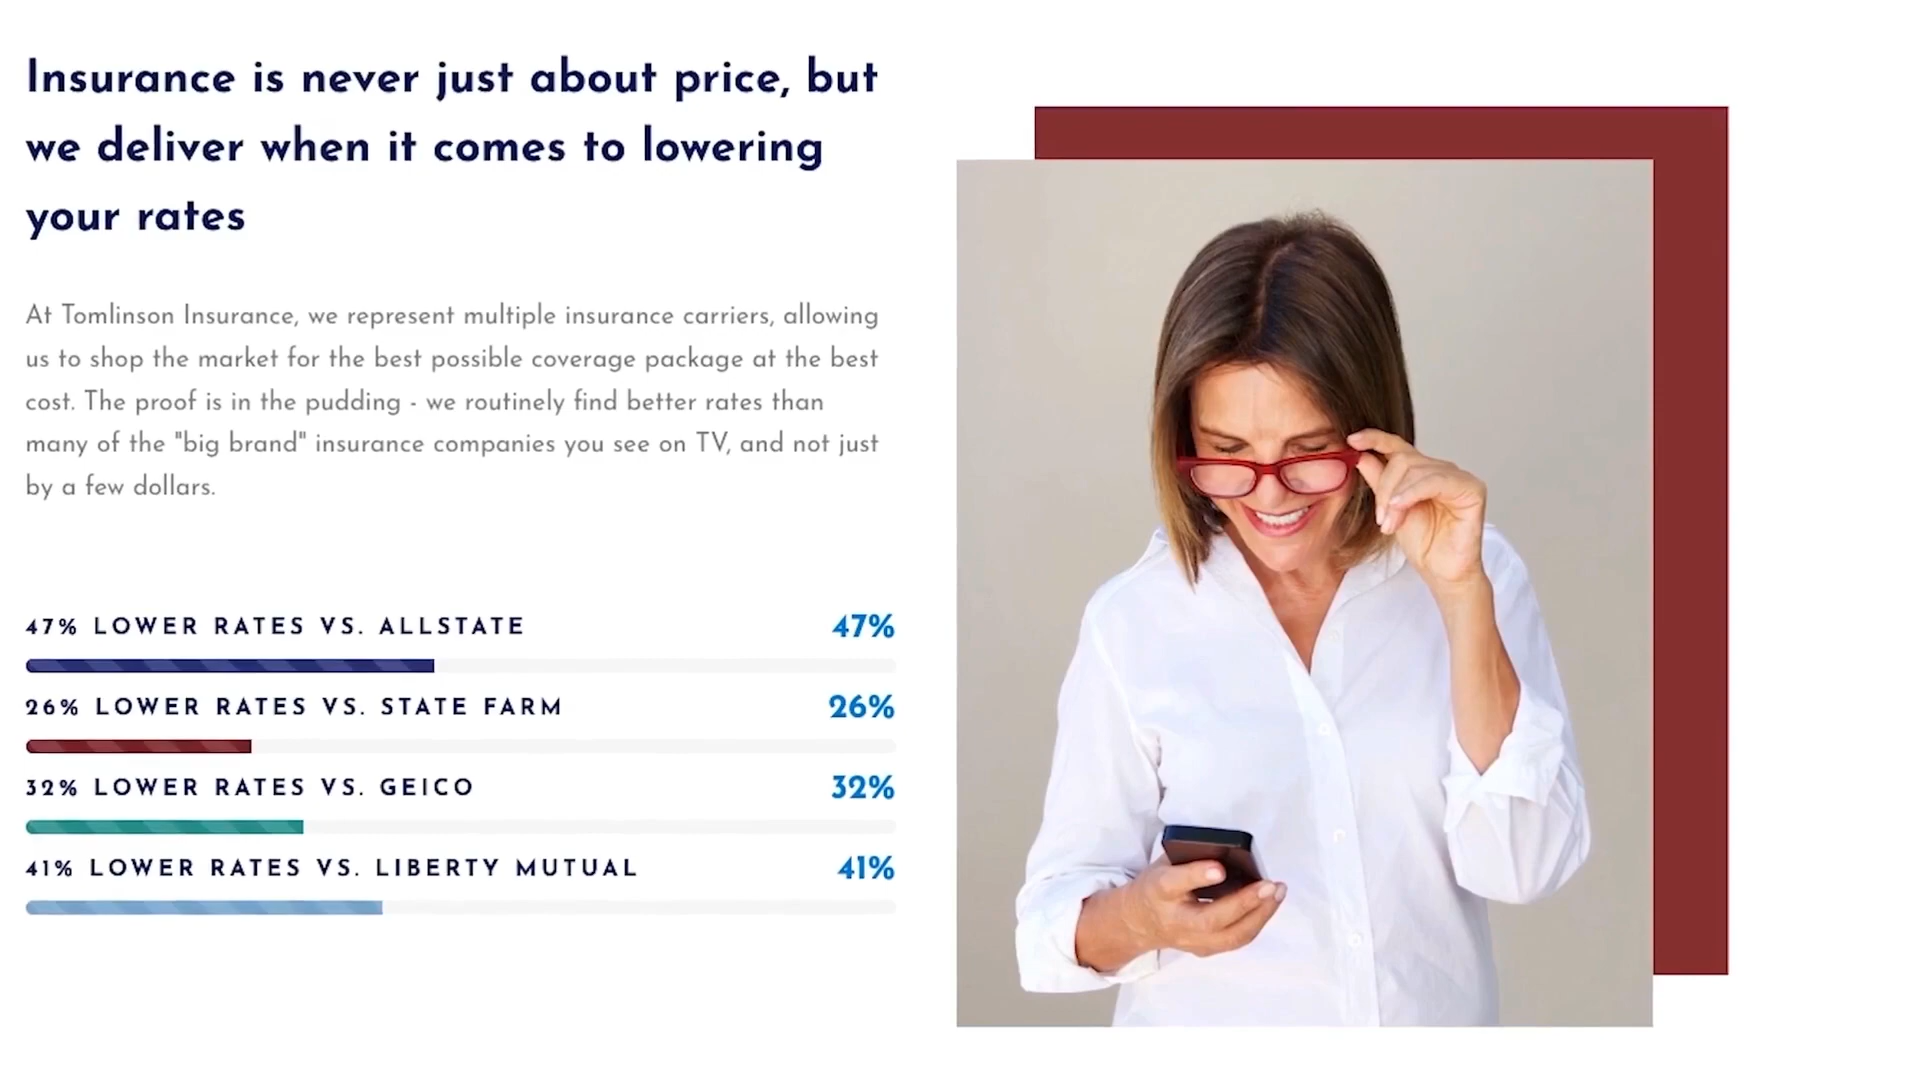 Insurance is never just about price, but
we deliver when it comes to lowering
your rates
At Tomlinson Insurance, we represent multiple insurance carriers, allowing
us to shop the market for the best possible coverage package at the best
cost. The proof is in the pudding - we routinely find better rates than
many of the "big brand" insurance companies you see on TV, and not just
by a few dollars.
47% LOWER RATES VS. ALLSTATE 47%
26% LOWER RATES VS. STATE FARM 26%
32% LOWER RATES VS. GEICO 32%
41% LOWER RATES VS. LIBERTY MUTUAL 41%